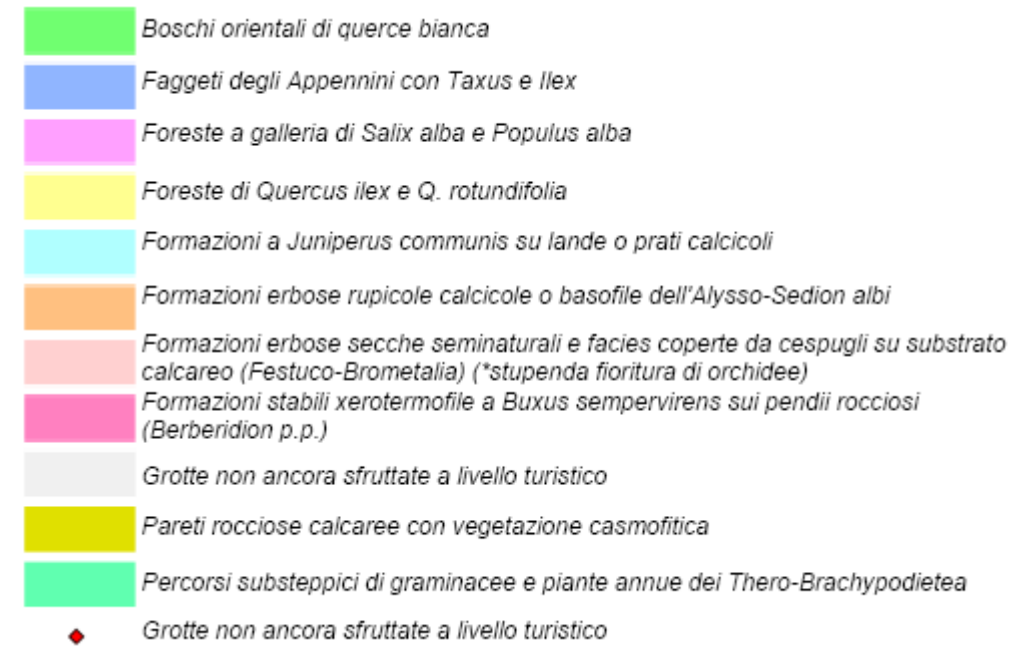 Boschi orientali di querce bianca
Faggeti degli Appennini con Taxus e Ilex
Foreste a galleria di Salix alba e Populus alba
Foreste di Quercus ilex e Q. rotundifolia
Formazioni a Juniperus communis su lande o prati calcicoli
Formazioni erbose rupicole calcicole o basofile dell'Alysso-Sedion albi
Formazioni erbose secche seminaturali e facies coperte da cespugli su substrato
calcareo (Festuco-Brometalia) (*stupenda fioritura di orchidee)
Formazioni stabili xerotermofile a Buxus sempervirens sui pendii rocciosi
(Berberidion p.p.)
Grotte non ancora sfruttate a livello turistico
Pareti rocciose calcaree con vegetazione casmofitica
Percorsi substeppici di graminacee e piante annue dei Thero-Brachypodietea
Grotte non ancora sfruttate a livello turistico